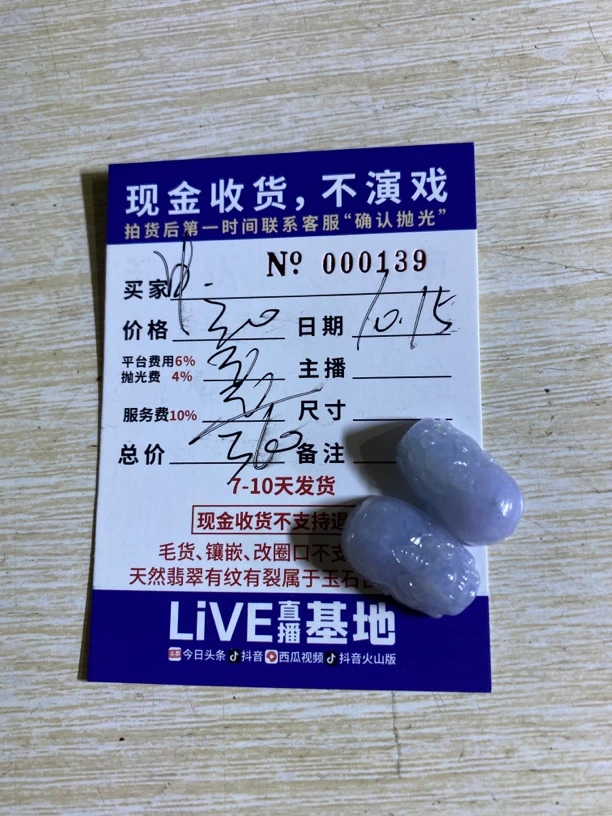 现金收货，不演戏
拍货后第一时间联系客服“确认抛光”
Nº 000139
买家
价格 300 日期 10.15
平台费用6% 30
抛光费 4% 主播
服务费10% 30 尺寸
总价 360 备注
7-10天发货
现金收货不支持退
毛货、镶嵌、改圈口不支
天然翡翠有纹有裂属于玉石
LiVE直播基地
今日头条 抖音 西瓜视频 抖音火山版